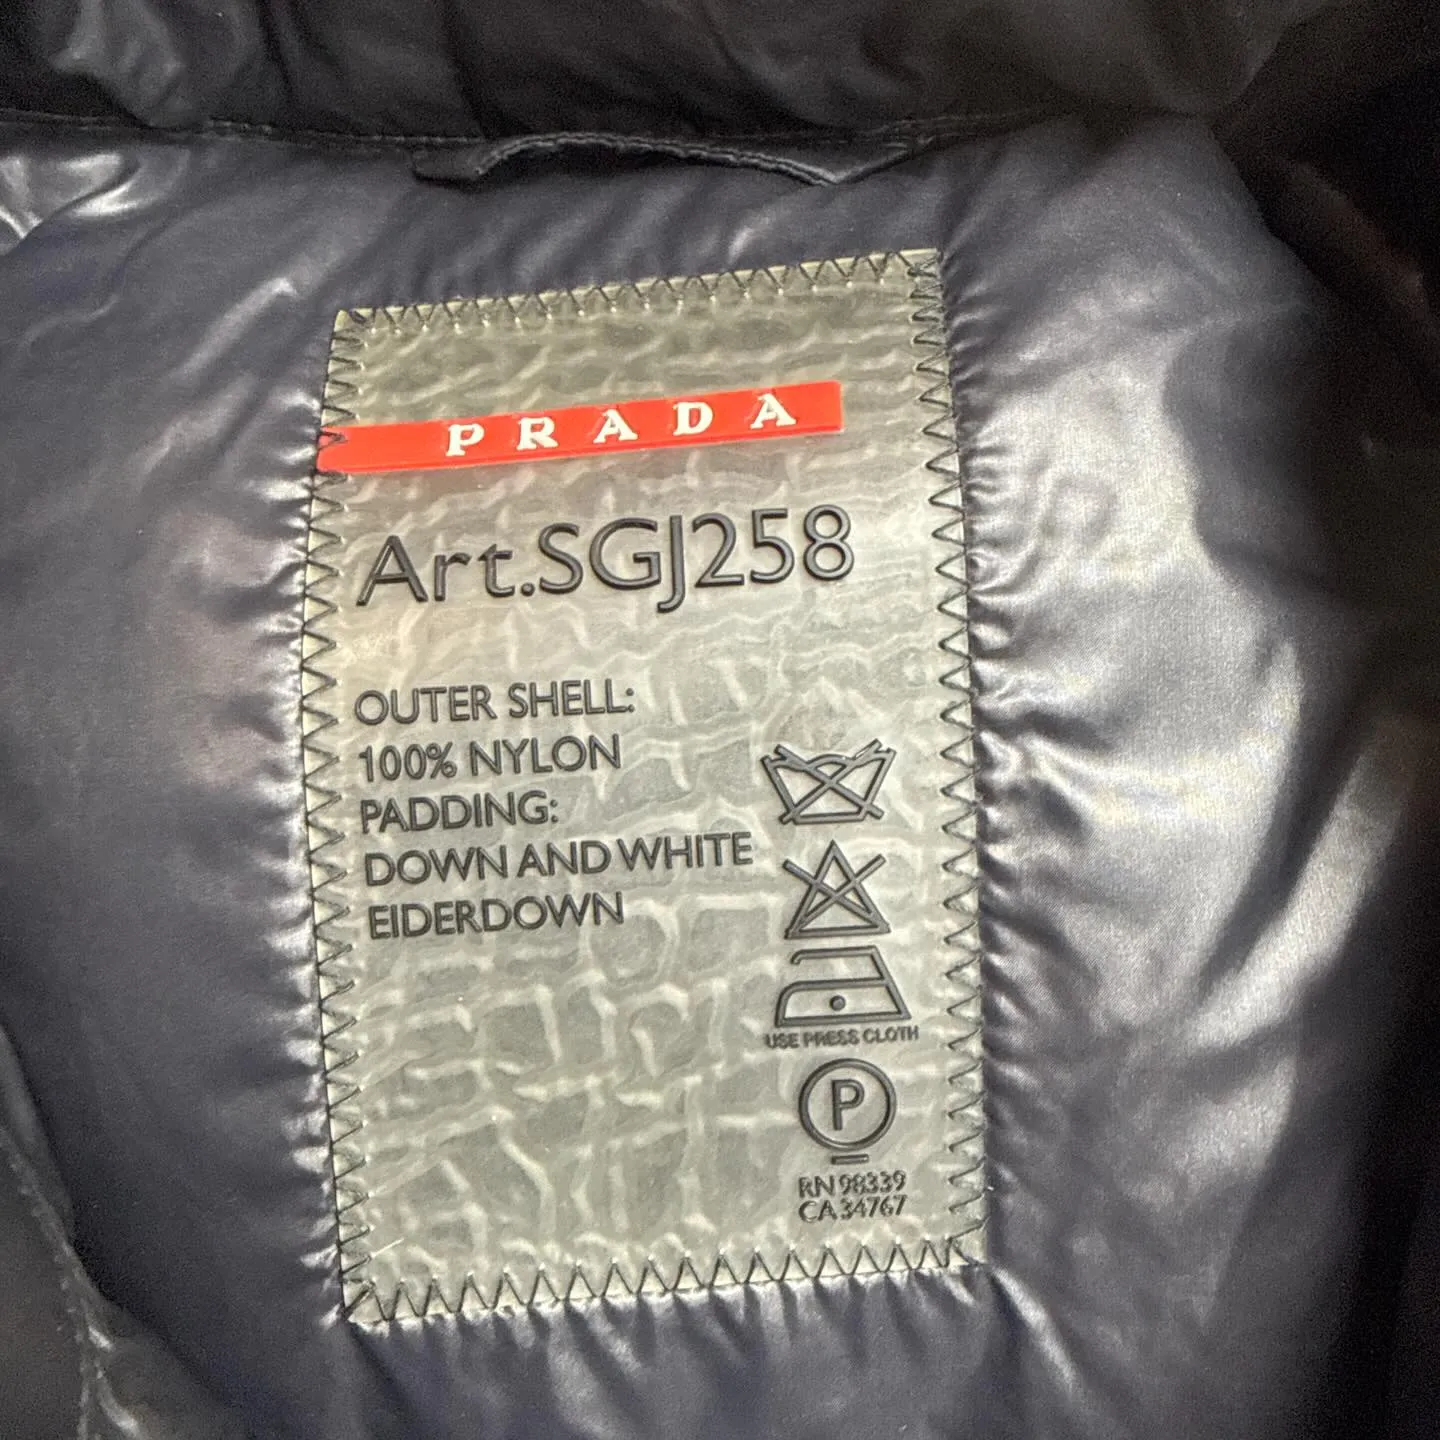 PRADA
Art.SGJ258
OUTER SHELL:
100% NYLON
PADDING:
DOWN AND WHITE
EIDERDOWN
USE PRESS CLOTH
P
RN 98339
CA 34767